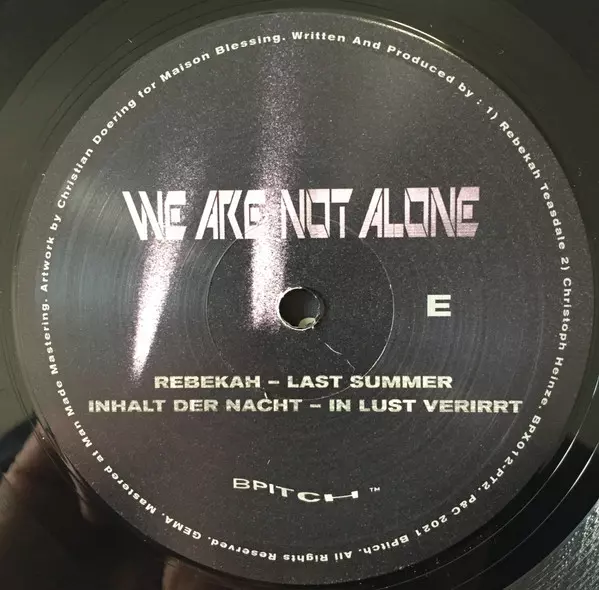 WE ARE NOT ALONE
E
REBEKAH – LAST SUMMER
INHALT DER NACHT – IN LUST VERIRRT
BPITCH ™
Mastered at Man Made Mastering. Artwork by Christian Doering for Maison Blessing. Written And Produced by : 1) Rebekah Teasdale 2) Christoph Heinze. BPX012-PT2. P&C 2021 BPitch. All Rights Reserved. GEMA.